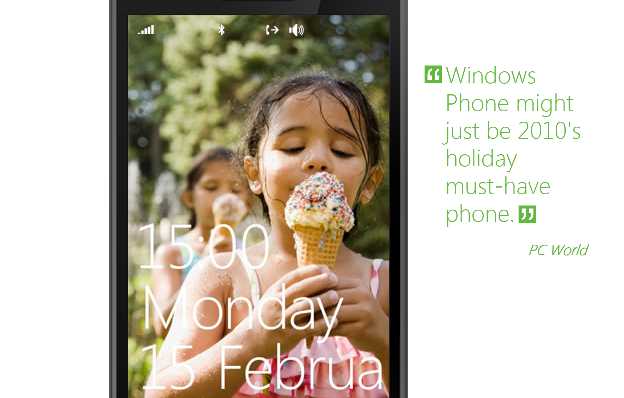 15:00
Monday
15 Februa
“Windows
Phone might
just be 2010's
holiday
must-have
phone.”
PC World